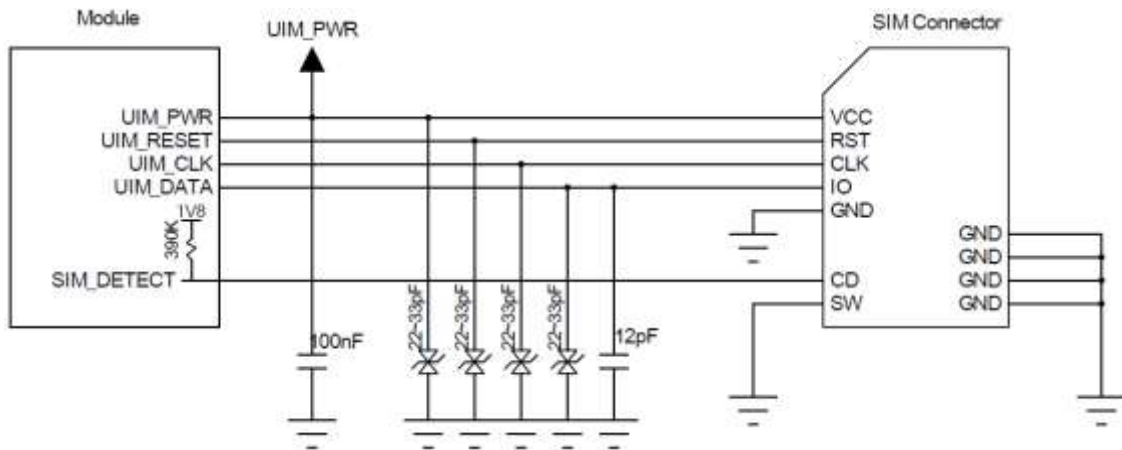 Module
SIM Connector
UIM_PWR
UIM_PWR
VCC
UIM_RESET
RST
UIM_CLK
CLK
UIM_DATA
IO
1V8
GND
390K
GND
GND
SIM_DETECT
CD
GND
SW
GND
100nF
22~33pF
22~33pF
22~33pF
22~33pF
12pF